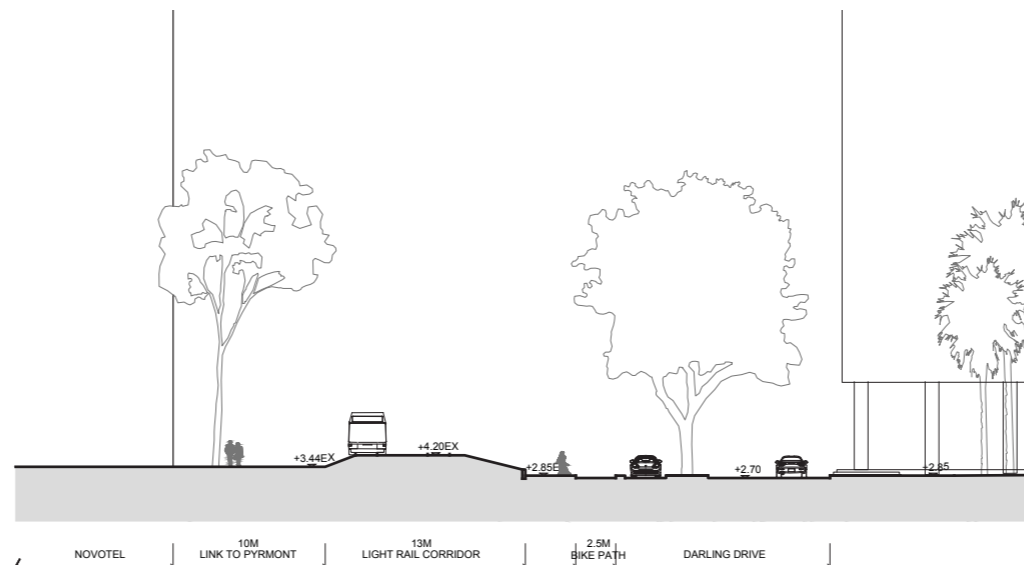 +3.44EX
+4.20EX
+2.85E
+2.70
+2.85
NOVOTEL
10M
LINK TO PYRMONT
13M
LIGHT RAIL CORRIDOR
2.5M
BIKE PATH
DARLING DRIVE